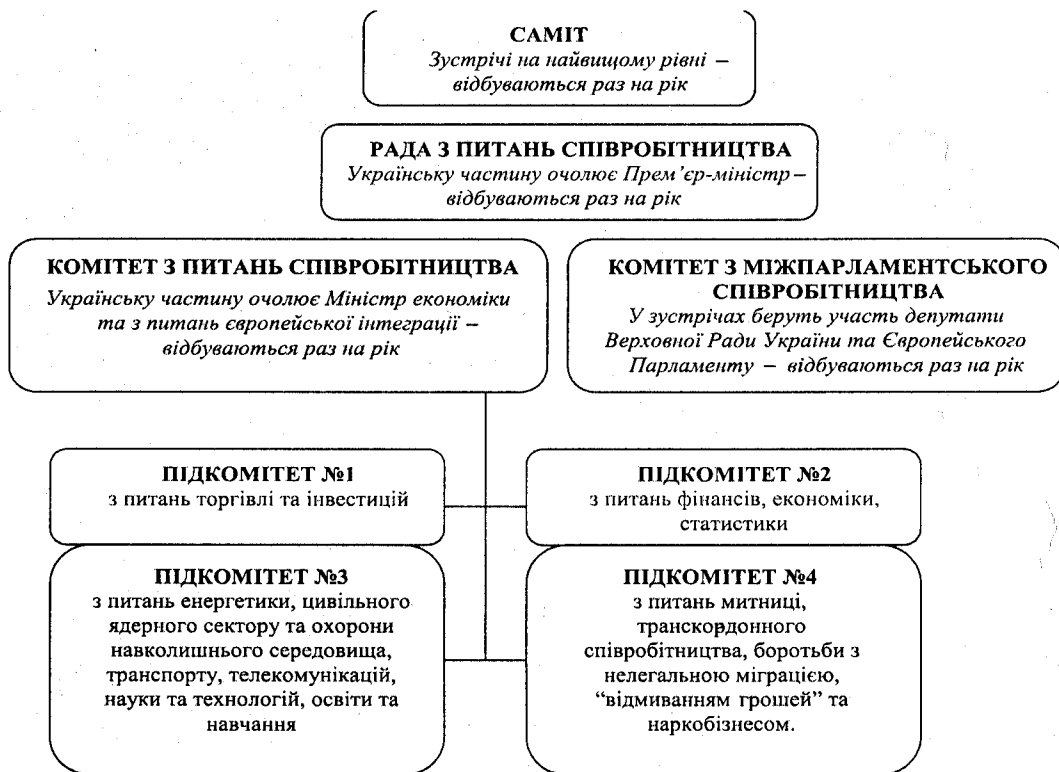 САМІТ
Зустрічі на найвищому рівні –
відбуваються раз на рік
РАДА З ПИТАНЬ СПІВРОБІТНИЦТВА
Українську частину очолює Прем’єр-міністр –
відбуваються раз на рік
КОМІТЕТ З ПИТАНЬ СПІВРОБІТНИЦТВА
Українську частину очолює Міністр економіки
та з питань європейської інтеграції –
відбуваються раз на рік
КОМІТЕТ З МІЖПАРЛАМЕНТСЬКОГО
СПІВРОБІТНИЦТВА
У зустрічах беруть участь депутати
Верховної Ради України та Європейського
Парламенту – відбуваються раз на рік
ПІДКОМІТЕТ №1
з питань торгівлі та інвестицій
ПІДКОМІТЕТ №2
з питань фінансів, економіки,
статистики
ПІДКОМІТЕТ №3
з питань енергетики, цивільного
ядерного сектору та охорони
навколишнього середовища,
транспорту, телекомунікацій,
науки та технологій, освіти та
навчання
ПІДКОМІТЕТ №4
з питань митниці,
транскордонного
співробітництва, боротьби з
нелегальною міграцією,
“відмиванням грошей” та
наркобізнесом.